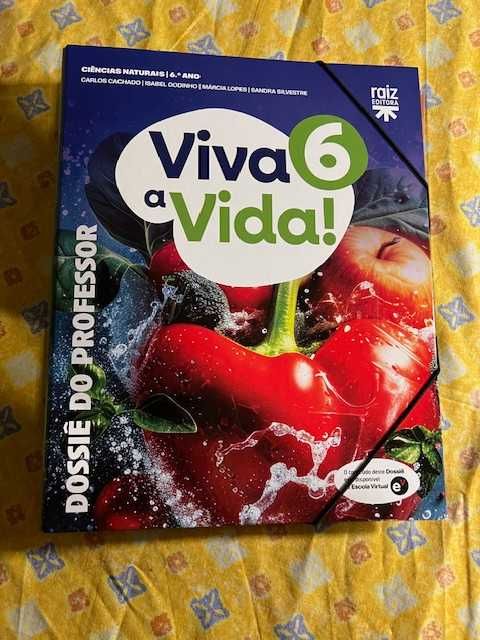 CIÊNCIAS NATURAIS | 6.º ANO
CARLOS CACHADO | ISABEL GODINHO | MÁRCIA LOPES | SANDRA SILVESTRE
raiz
EDITORA
Viva 6
a Vida!
DOSSIÊ DO PROFESSOR
O conteúdo deste Dossiê
disponível
Escola Virtual